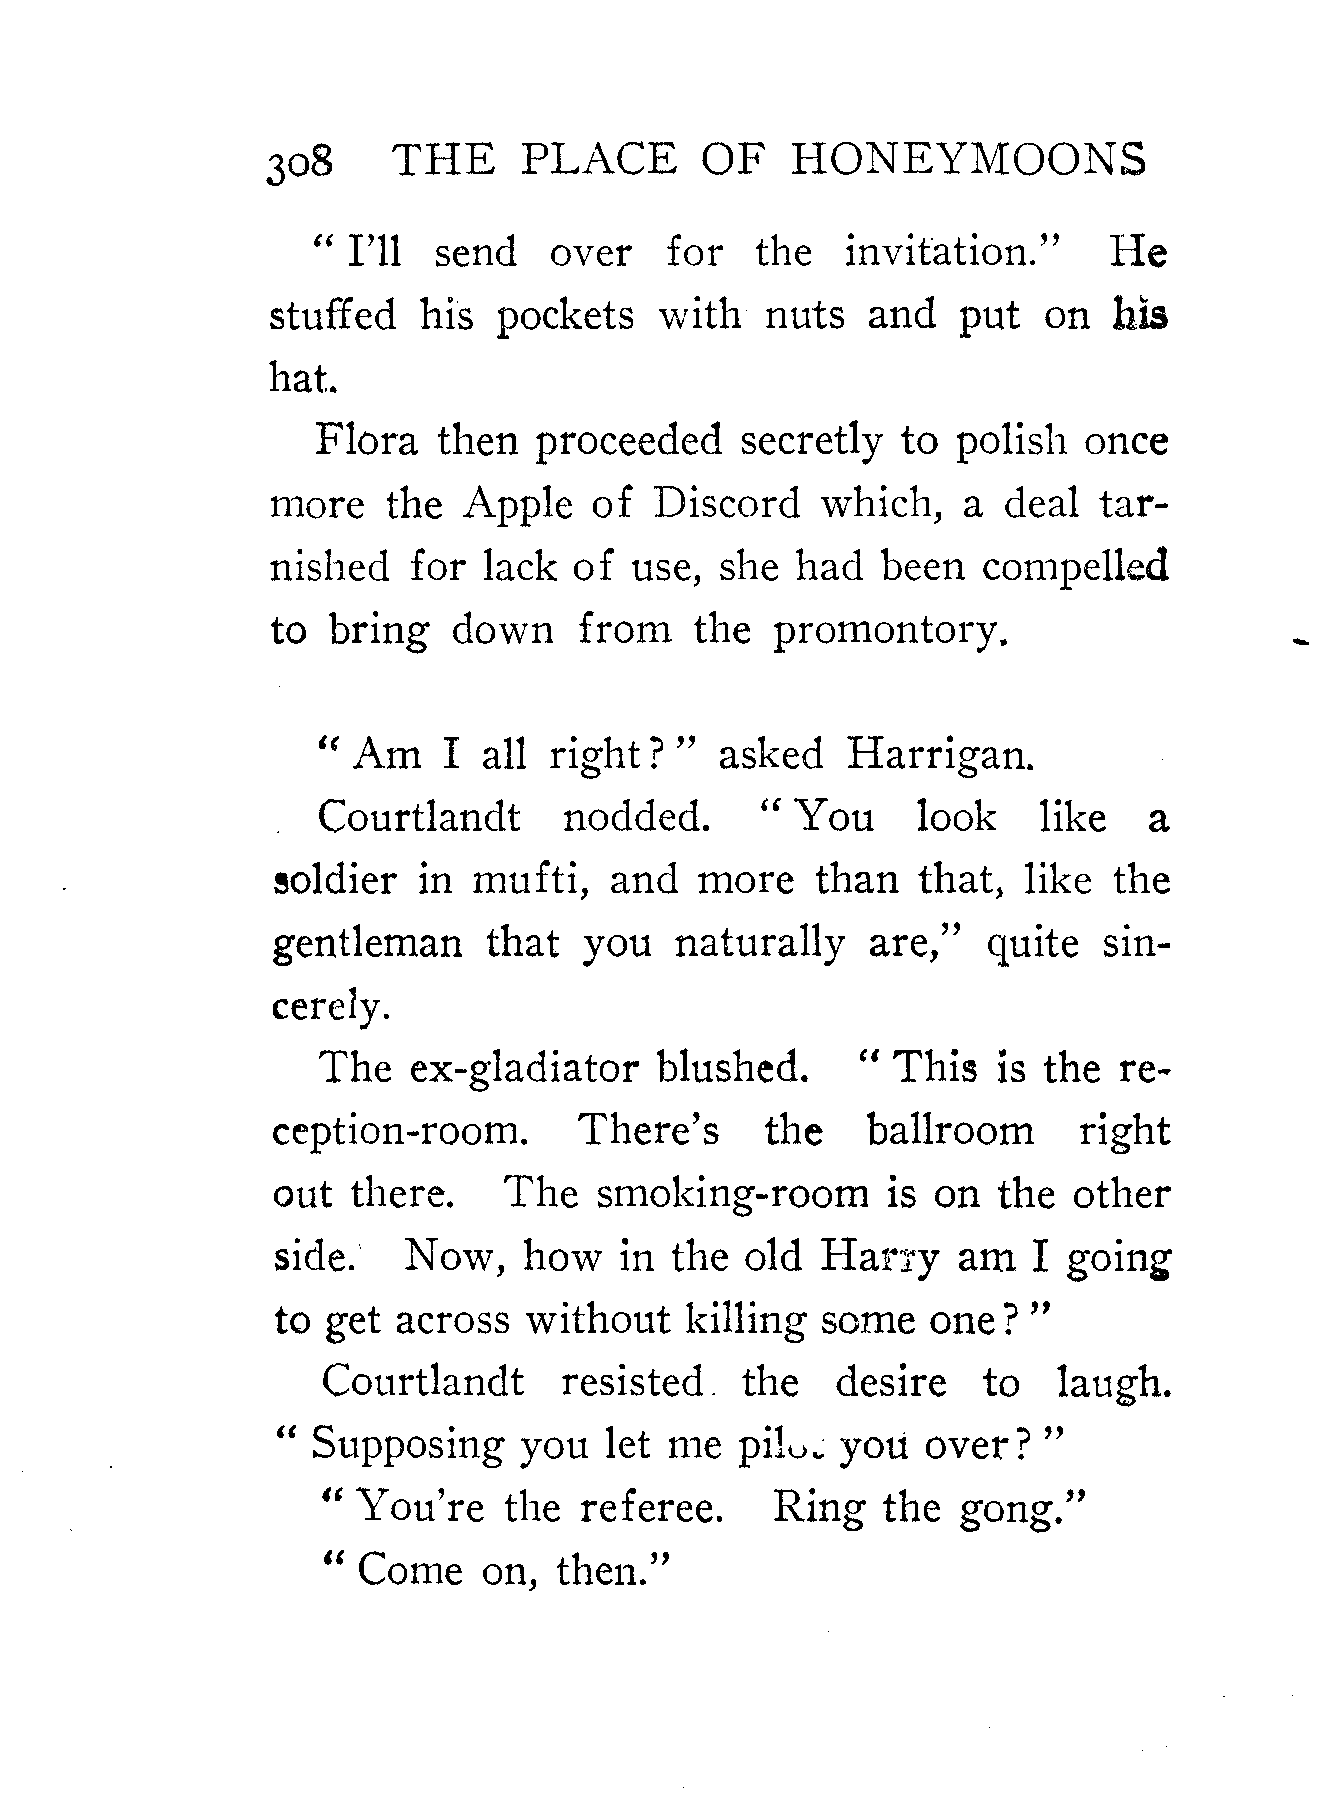 308 THE PLACE OF HONEYMOONS
“ I’ll send over for the invitation.” He
stuffed his pockets with nuts and put on his
hat.
Flora then proceeded secretly to polish once
more the Apple of Discord which, a deal tar-
nished for lack of use, she had been compelled
to bring down from the promontory.
“ Am I all right? ” asked Harrigan.
Courtlandt nodded. “ You look like a
soldier in mufti, and more than that, like the
gentleman that you naturally are,” quite sin-
cerely.
The ex-gladiator blushed. “ This is the re-
ception-room. There’s the ballroom right
out there. The smoking-room is on the other
side. Now, how in the old Harry am I going
to get across without killing some one? ”
Courtlandt resisted the desire to laugh.
“ Supposing you let me pilot you over? ”
“ You’re the referee. Ring the gong.”
“ Come on, then.”